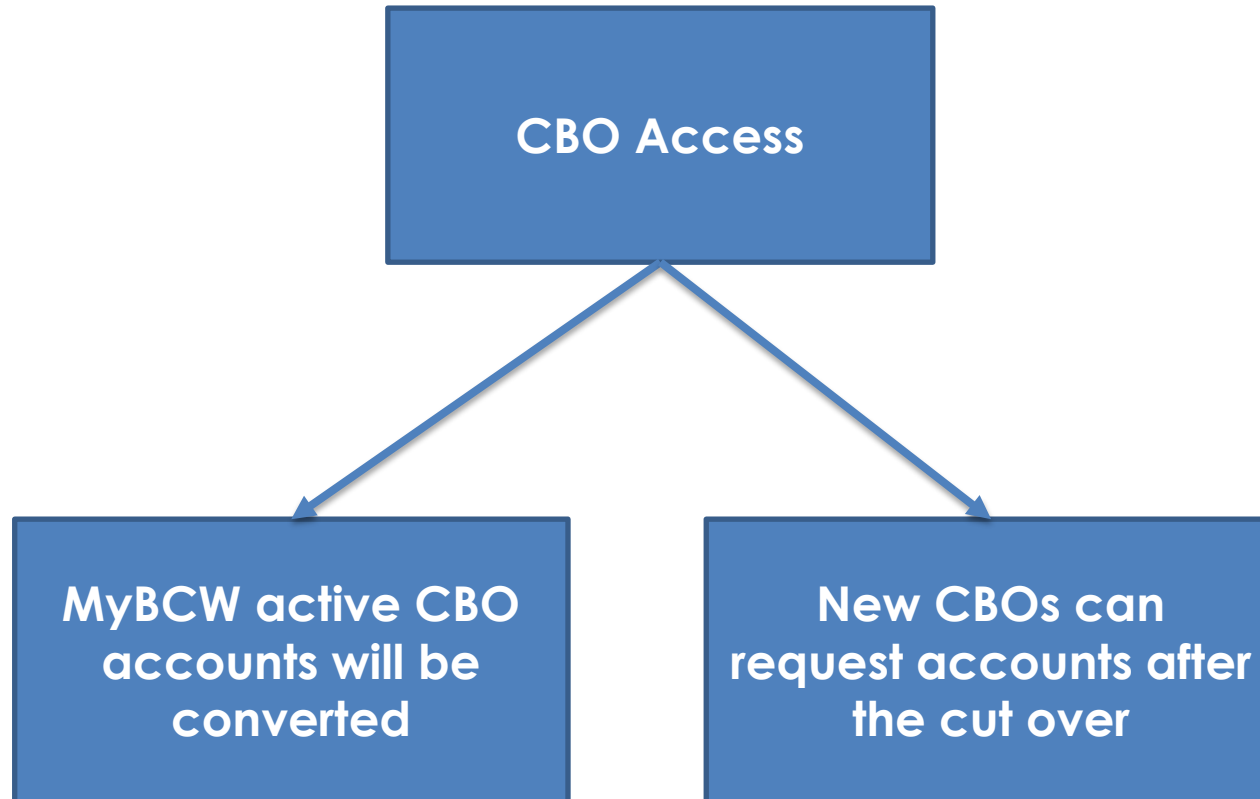 CBO Access
MyBCW active CBO
accounts will be
converted
New CBOs can
request accounts after
the cut over